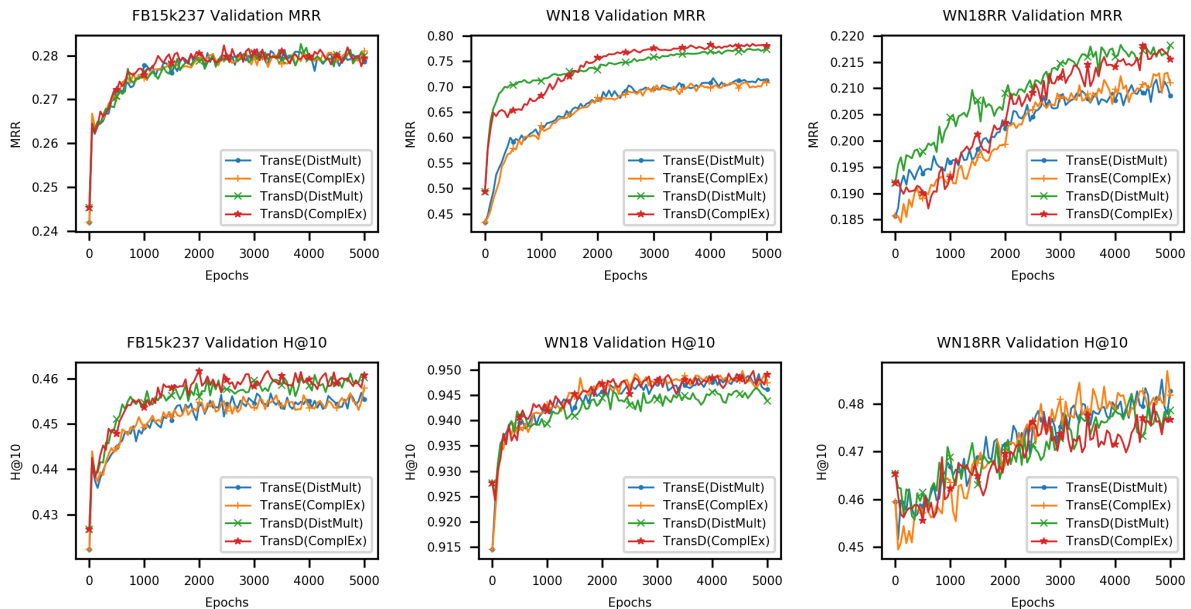 FB15k237 Validation MRR
0.28
0.27
0.26
0.25
0.24
MRR
0 1000 2000 3000 4000 5000
Epochs
TransE(DistMult)
TransE(ComplEx)
TransD(DistMult)
TransD(ComplEx)
WN18 Validation MRR
0.80
0.75
0.70
0.65
0.60
0.55
0.50
0.45
MRR
0 1000 2000 3000 4000 5000
Epochs
TransE(DistMult)
TransE(ComplEx)
TransD(DistMult)
TransD(ComplEx)
WN18RR Validation MRR
0.220
0.215
0.210
0.205
0.200
0.195
0.190
0.185
MRR
0 1000 2000 3000 4000 5000
Epochs
TransE(DistMult)
TransE(ComplEx)
TransD(DistMult)
TransD(ComplEx)
FB15k237 Validation H@10
0.46
0.45
0.44
0.43
H@10
0 1000 2000 3000 4000 5000
Epochs
TransE(DistMult)
TransE(ComplEx)
TransD(DistMult)
TransD(ComplEx)
WN18 Validation H@10
0.950
0.945
0.940
0.935
0.930
0.925
0.920
0.915
H@10
0 1000 2000 3000 4000 5000
Epochs
TransE(DistMult)
TransE(ComplEx)
TransD(DistMult)
TransD(ComplEx)
WN18RR Validation H@10
0.48
0.47
0.46
0.45
H@10
0 1000 2000 3000 4000 5000
Epochs
TransE(DistMult)
TransE(ComplEx)
TransD(DistMult)
TransD(ComplEx)